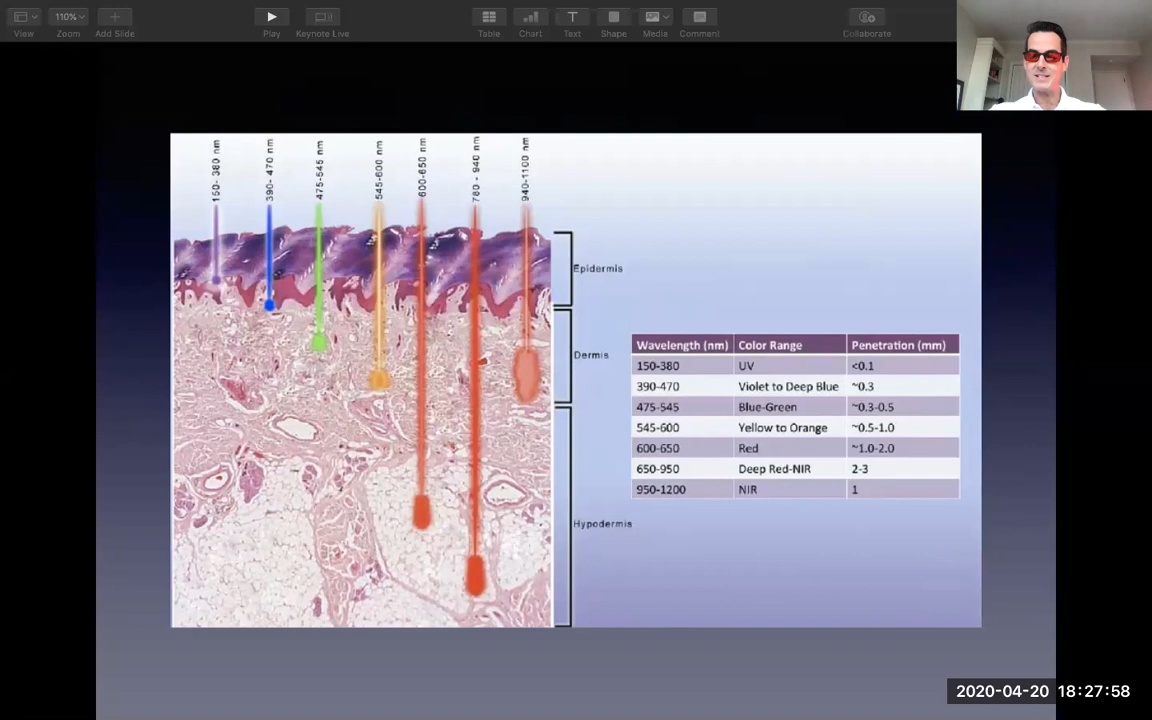 110%
View
Zoom
Add Slide
Play
Keynote Live
Table
Chart
Text
Shape
Media
Comment
Collaborate
150- 380 nm
390- 470 nm
475-545 nm
545-600 nm
600-650 nm
780 - 940 nm
940-1100 nm
Epidermis
Dermis
Hypodermis
Wavelength (nm) Color Range Penetration (mm)
150-380 UV <0.1
390-470 Violet to Deep Blue ~0.3
475-545 Blue-Green ~0.3-0.5
545-600 Yellow to Orange ~0.5-1.0
600-650 Red ~1.0-2.0
650-950 Deep Red-NIR 2-3
950-1200 NIR 1
2020-04-20 18:27:58